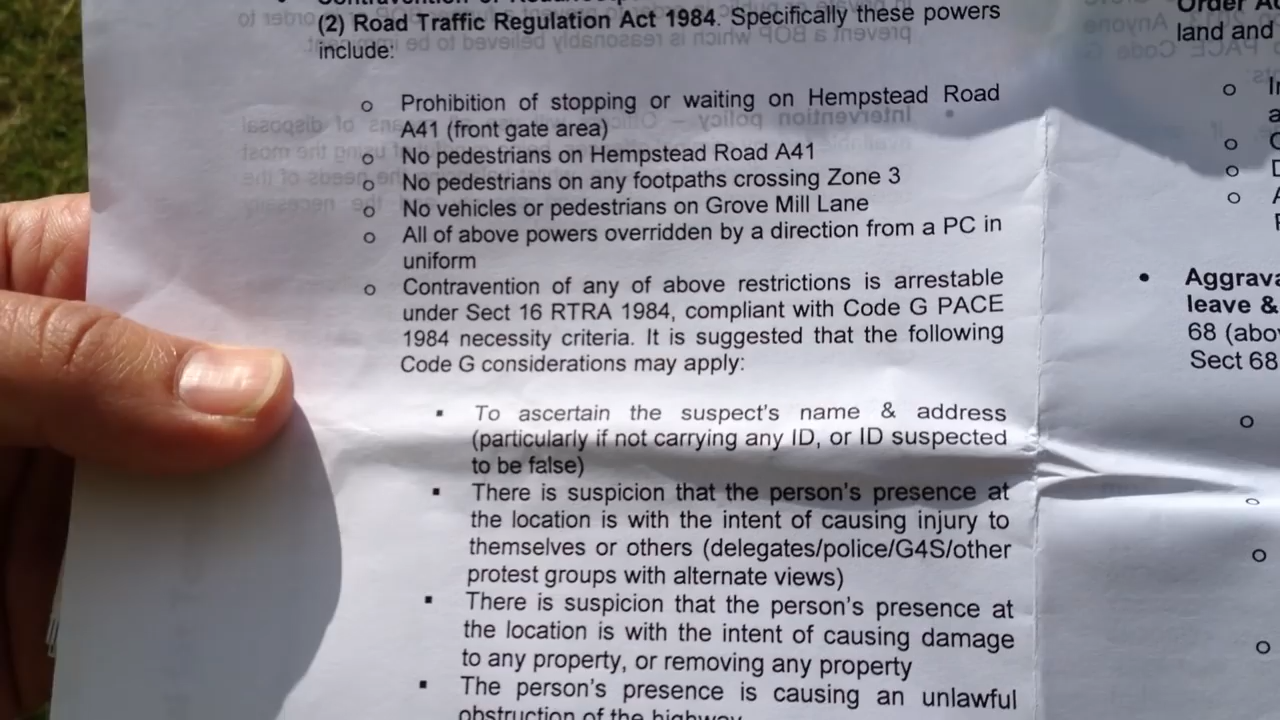 (2) Road Traffic Regulation Act 1984. Specifically these powers
include:
o Prohibition of stopping or waiting on Hempstead Road
A41 (front gate area)
o No pedestrians on Hempstead Road A41
o No pedestrians on any footpaths crossing Zone 3
o No vehicles or pedestrians on Grove Mill Lane
o All of above powers overridden by a direction from a PC in
uniform
o Contravention of any of above restrictions is arrestable
under Sect 16 RTRA 1984, compliant with Code G PACE
1984 necessity criteria. It is suggested that the following
Code G considerations may apply:
▪ To ascertain the suspect's name & address
(particularly if not carrying any ID, or ID suspected
to be false)
▪ There is suspicion that the person's presence at
the location is with the intent of causing injury to
themselves or others (delegates/police/G4S/other
protest groups with alternate views)
▪ There is suspicion that the person's presence at
the location is with the intent of causing damage
to any property, or removing any property
▪ The person's presence is causing an unlawful
obstruction of the highway
Order
land and
• 
leave &
68
Sect 68